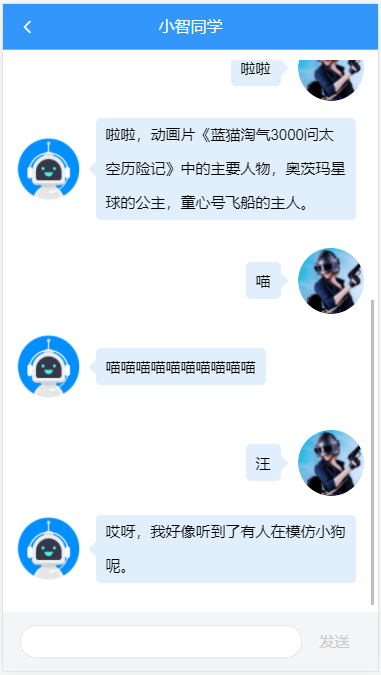 小智同学
啦啦
啦啦，动画片《蓝猫淘气3000问太
空历险记》中的主要人物，奥茨玛星
球的公主，童心号飞船的主人。
喵
喵喵喵喵喵喵喵喵喵喵
汪
哎呀，我好像听到了有人在模仿小狗
呢。
发送